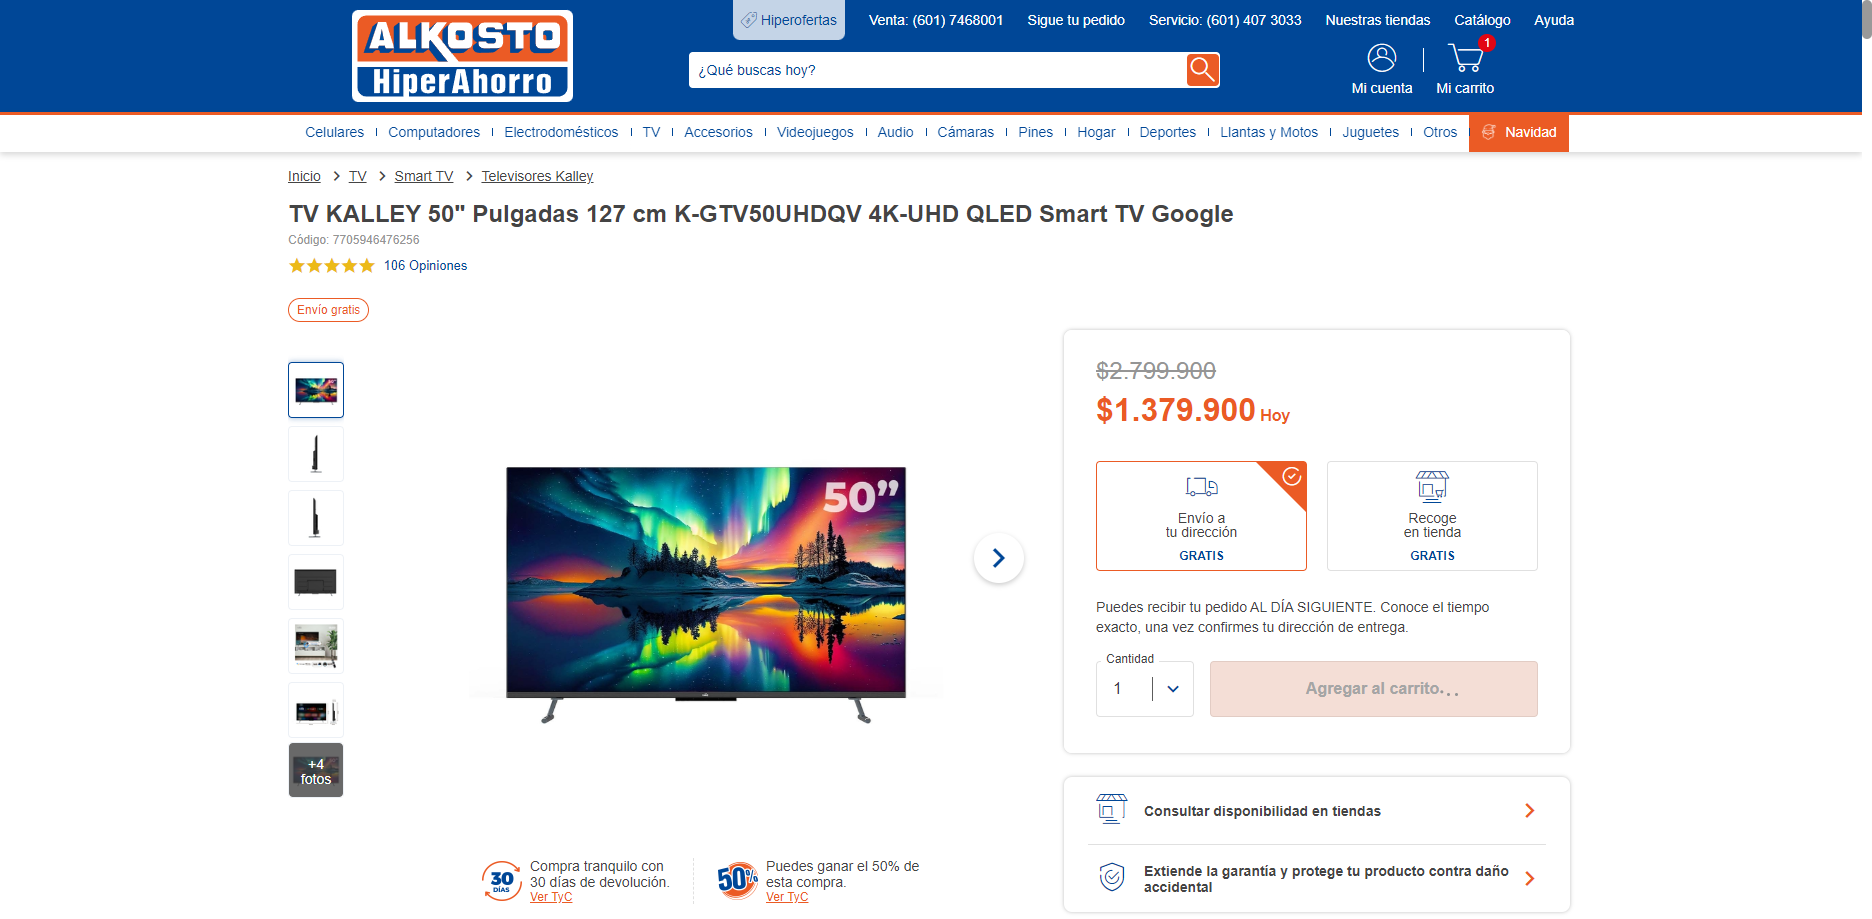 ALKOSTO
HiperAhorro
Hiperofertas
Venta: (601) 7468001
Sigue tu pedido
Servicio: (601) 407 3033
Nuestras tiendas
Catálogo
Ayuda
¿Qué buscas hoy?
1
Mi cuenta
Mi carrito
Celulares
Computadores
Electrodomésticos
TV
Accesorios
Videojuegos
Audio
Cámaras
Pines
Hogar
Deportes
Llantas y Motos
Juguetes
Otros
Navidad
Inicio > TV > Smart TV > Televisores Kalley
TV KALLEY 50" Pulgadas 127 cm K-GTV50UHDQV 4K-UHD QLED Smart TV Google
Código: 7705946476256
106 Opiniones
Envío gratis
+4
fotos
50”
30
DÍAS
Compra tranquilo con
30 días de devolución.
Ver TyC
50%
Puedes ganar el 50% de
esta compra.
Ver TyC
$2.799.900
$1.379.900 Hoy
Envío a
tu dirección
GRATIS
Recoge
en tienda
GRATIS
Puedes recibir tu pedido AL DÍA SIGUIENTE. Conoce el tiempo
exacto, una vez confirmes tu dirección de entrega.
Cantidad
1
Agregar al carrito...
Consultar disponibilidad en tiendas
Extiende la garantía y protege tu producto contra daño
accidental